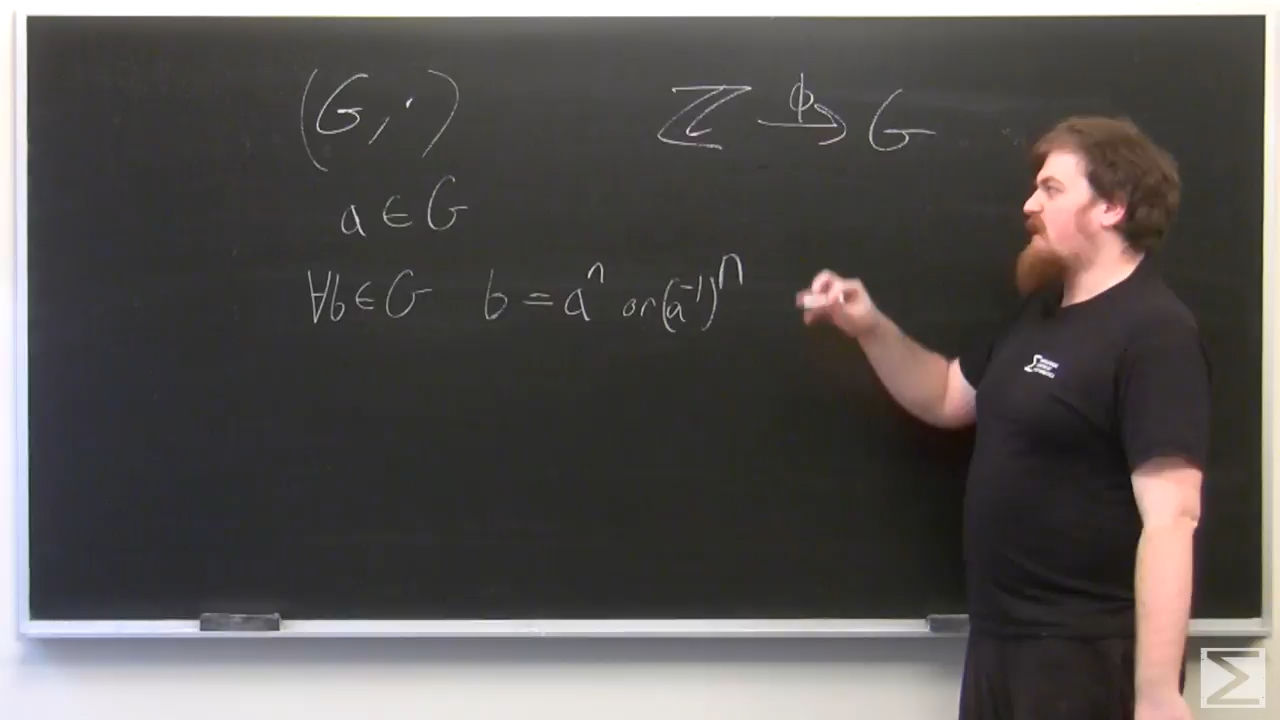 (G, ·)
ℤ →ϕ G
a ∈ G
∀b ∈ G b = aⁿ or (a⁻¹)ⁿ
Σ